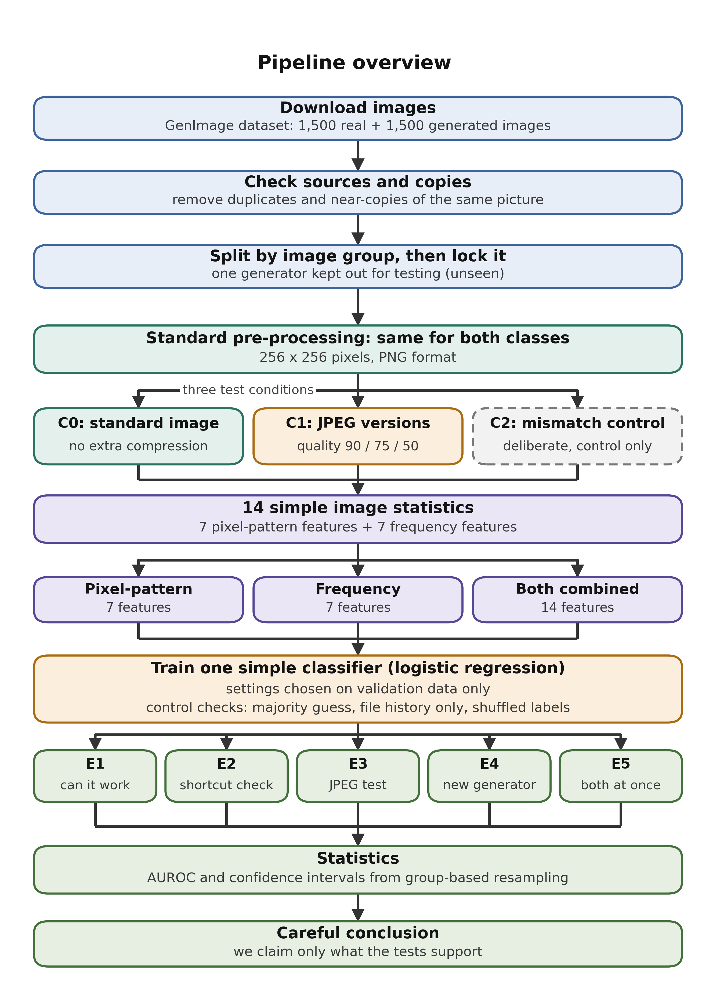 Pipeline overview
Download images
GenImage dataset: 1,500 real + 1,500 generated images
Check sources and copies
remove duplicates and near-copies of the same picture
Split by image group, then lock it
one generator kept out for testing (unseen)
Standard pre-processing: same for both classes
256 x 256 pixels, PNG format
three test conditions
C0: standard image
no extra compression
C1: JPEG versions
quality 90 / 75 / 50
C2: mismatch control
deliberate, control only
14 simple image statistics
7 pixel-pattern features + 7 frequency features
Pixel-pattern
7 features
Frequency
7 features
Both combined
14 features
Train one simple classifier (logistic regression)
settings chosen on validation data only
control checks: majority guess, file history only, shuffled labels
E1
can it work
E2
shortcut check
E3
JPEG test
E4
new generator
E5
both at once
Statistics
AUROC and confidence intervals from group-based resampling
Careful conclusion
we claim only what the tests support